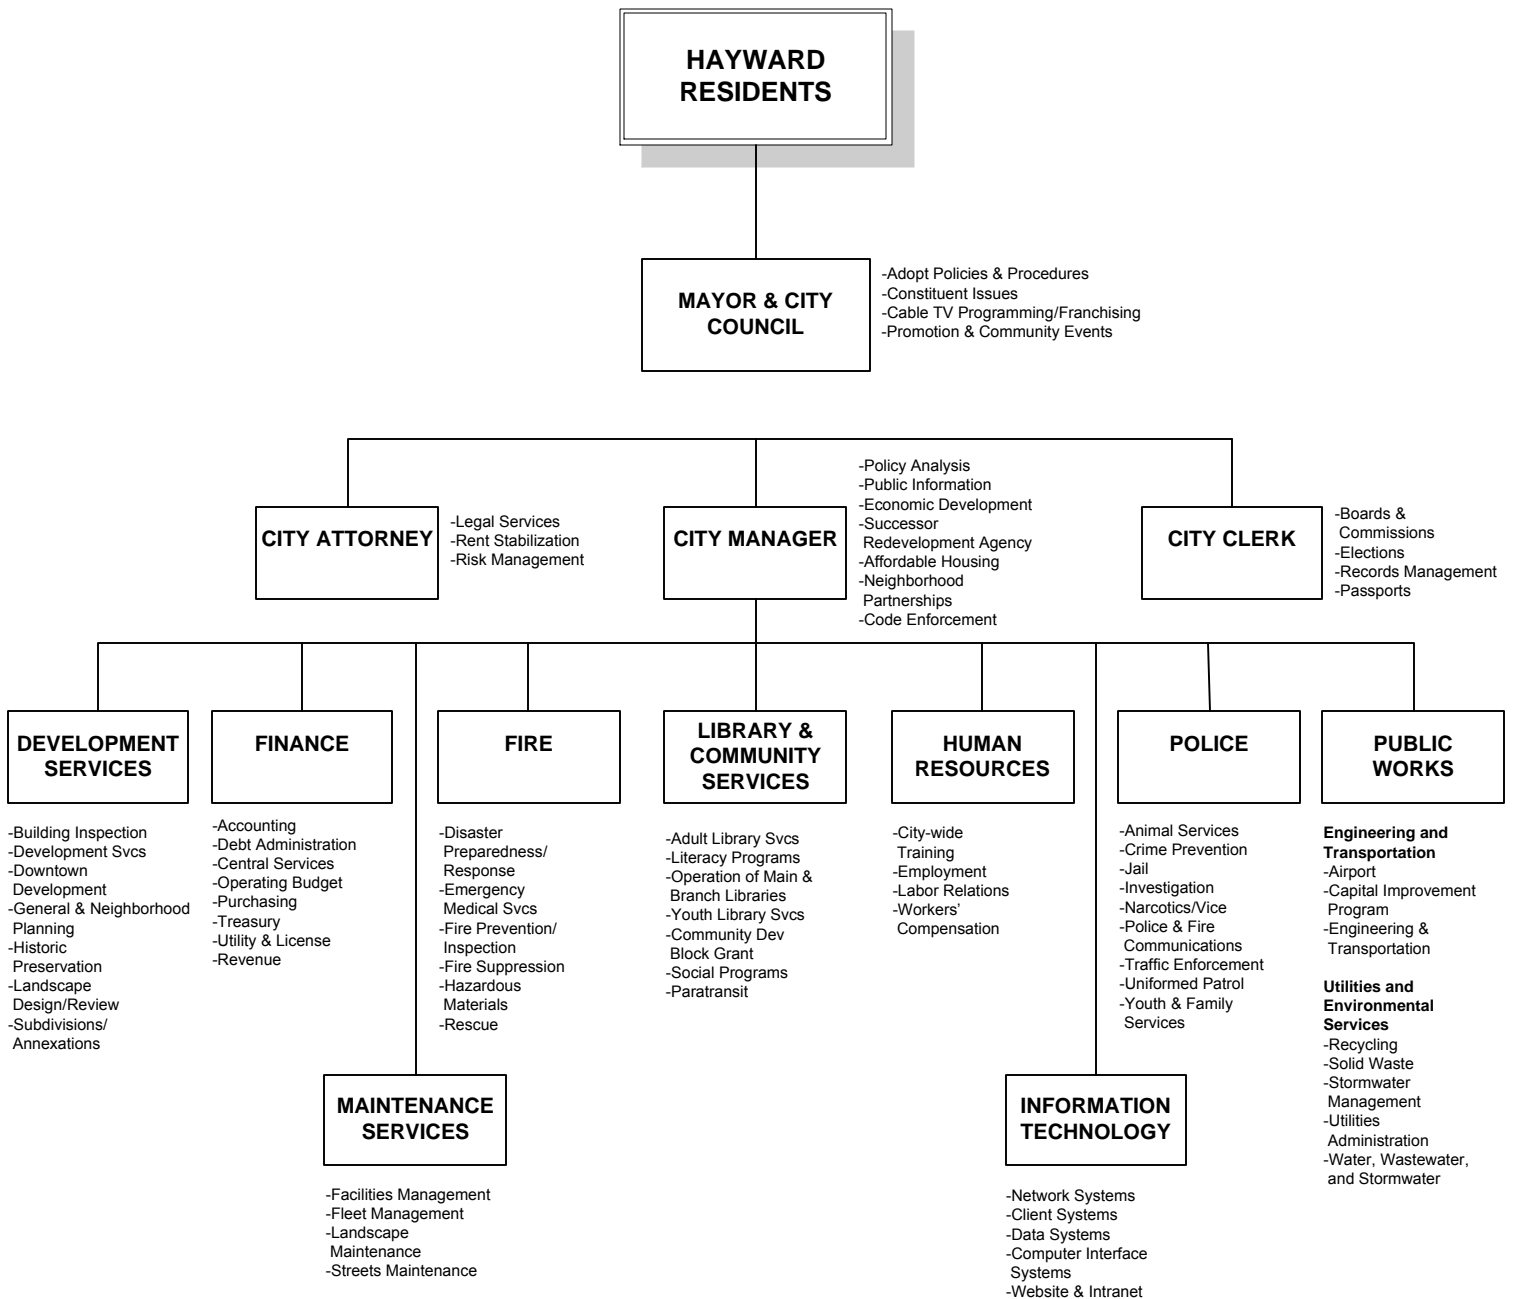 HAYWARD
RESIDENTS
MAYOR & CITY
COUNCIL
-Adopt Policies & Procedures
-Constituent Issues
-Cable TV Programming/Franchising
-Promotion & Community Events
CITY ATTORNEY
-Legal Services
-Rent Stabilization
-Risk Management
CITY MANAGER
-Policy Analysis
-Public Information
-Economic Development
-Successor
Redevelopment Agency
-Affordable Housing
-Neighborhood
Partnerships
-Code Enforcement
CITY CLERK
-Boards &
Commissions
-Elections
-Records Management
-Passports
DEVELOPMENT
SERVICES
-Building Inspection
-Development Svcs
-Downtown
Development
-General & Neighborhood
Planning
-Historic
Preservation
-Landscape
Design/Review
-Subdivisions/
Annexations
FINANCE
-Accounting
-Debt Administration
-Central Services
-Operating Budget
-Purchasing
-Treasury
-Utility & License
-Revenue
FIRE
-Disaster
Preparedness/
Response
-Emergency
Medical Svcs
-Fire Prevention/
Inspection
-Fire Suppression
-Hazardous
Materials
-Rescue
LIBRARY &
COMMUNITY
SERVICES
-Adult Library Svcs
-Literacy Programs
-Operation of Main &
Branch Libraries
-Youth Library Svcs
-Community Dev
Block Grant
-Social Programs
-Paratransit
HUMAN
RESOURCES
-City-wide
Training
-Employment
-Labor Relations
-Workers’
Compensation
POLICE
-Animal Services
-Crime Prevention
-Jail
-Investigation
-Narcotics/Vice
-Police & Fire
Communications
-Traffic Enforcement
-Uniformed Patrol
-Youth & Family
Services
PUBLIC
WORKS
Engineering and
Transportation
-Airport
-Capital Improvement
Program
-Engineering &
Transportation
Utilities and
Environmental
Services
-Recycling
-Solid Waste
-Stormwater
Management
-Utilities
Administration
-Water, Wastewater,
and Stormwater
MAINTENANCE
SERVICES
-Facilities Management
-Fleet Management
-Landscape
Maintenance
-Streets Maintenance
INFORMATION
TECHNOLOGY
-Network Systems
-Client Systems
-Data Systems
-Computer Interface
Systems
-Website & Intranet